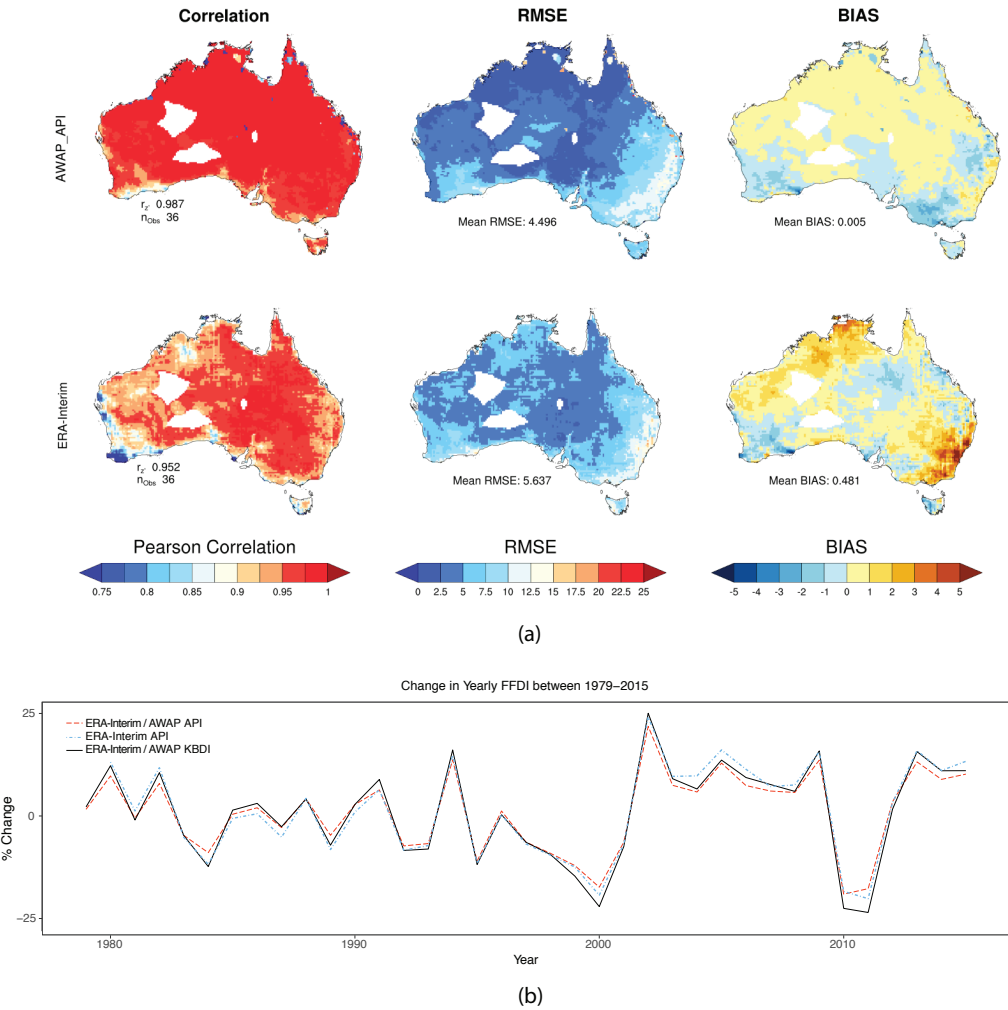 Correlation RMSE BIAS
AWAP_API
r_z' 0.987
n_Obs 36
Mean RMSE: 4.496
Mean BIAS: 0.005
ERA-Interim
r_z' 0.952
n_Obs 36
Mean RMSE: 5.637
Mean BIAS: 0.481
Pearson Correlation
0.75 0.8 0.85 0.9 0.95 1
RMSE
0 2.5 5 7.5 10 12.5 15 17.5 20 22.5 25
BIAS
-5 -4 -3 -2 -1 0 1 2 3 4 5
(a)
Change in Yearly FFDI between 1979–2015
25
0
−25
% Change
ERA-Interim / AWAP API
ERA-Interim API
ERA-Interim / AWAP KBDI
1980 1990 2000 2010
Year
(b)